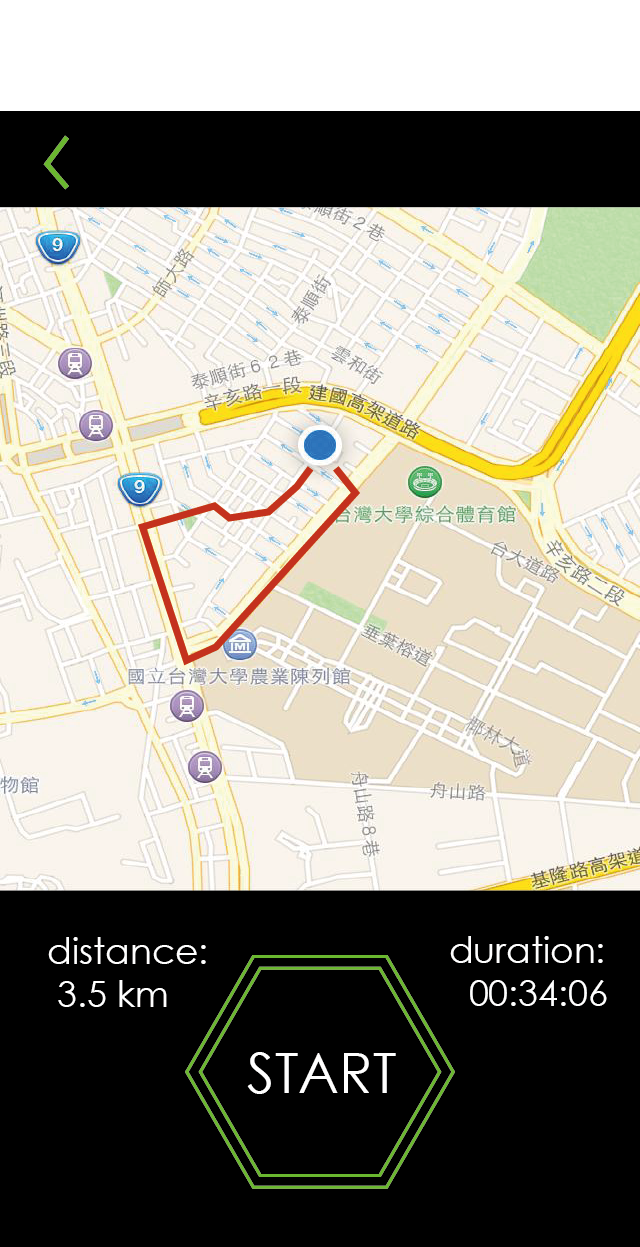 順街2巷
9
師大路
泰順街
雲和街
泰順街62巷
辛亥路一段
建國高架道路
9
台灣大學綜合體育館
台大道路
辛亥路二段
垂葉榕道
國立台灣大學農業陳列館
椰林大道
物館
舟山路
舟山路8巷
基隆路高架道
distance:
3.5 km
duration:
00:34:06
START